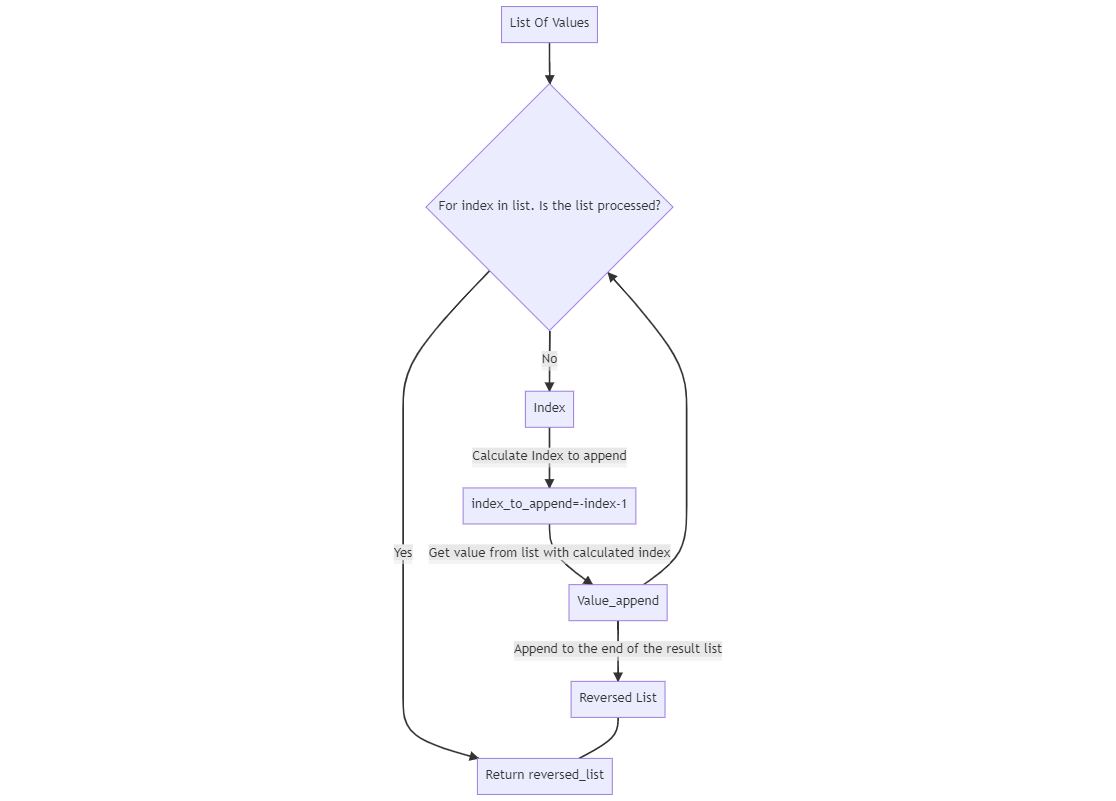 List Of Values
For index in list. Is the list processed?
No
Index
Calculate Index to append
index_to_append=-index-1
Yes
Get value from list with calculated index
Value_append
Append to the end of the result list
Reversed List
Return reversed_list